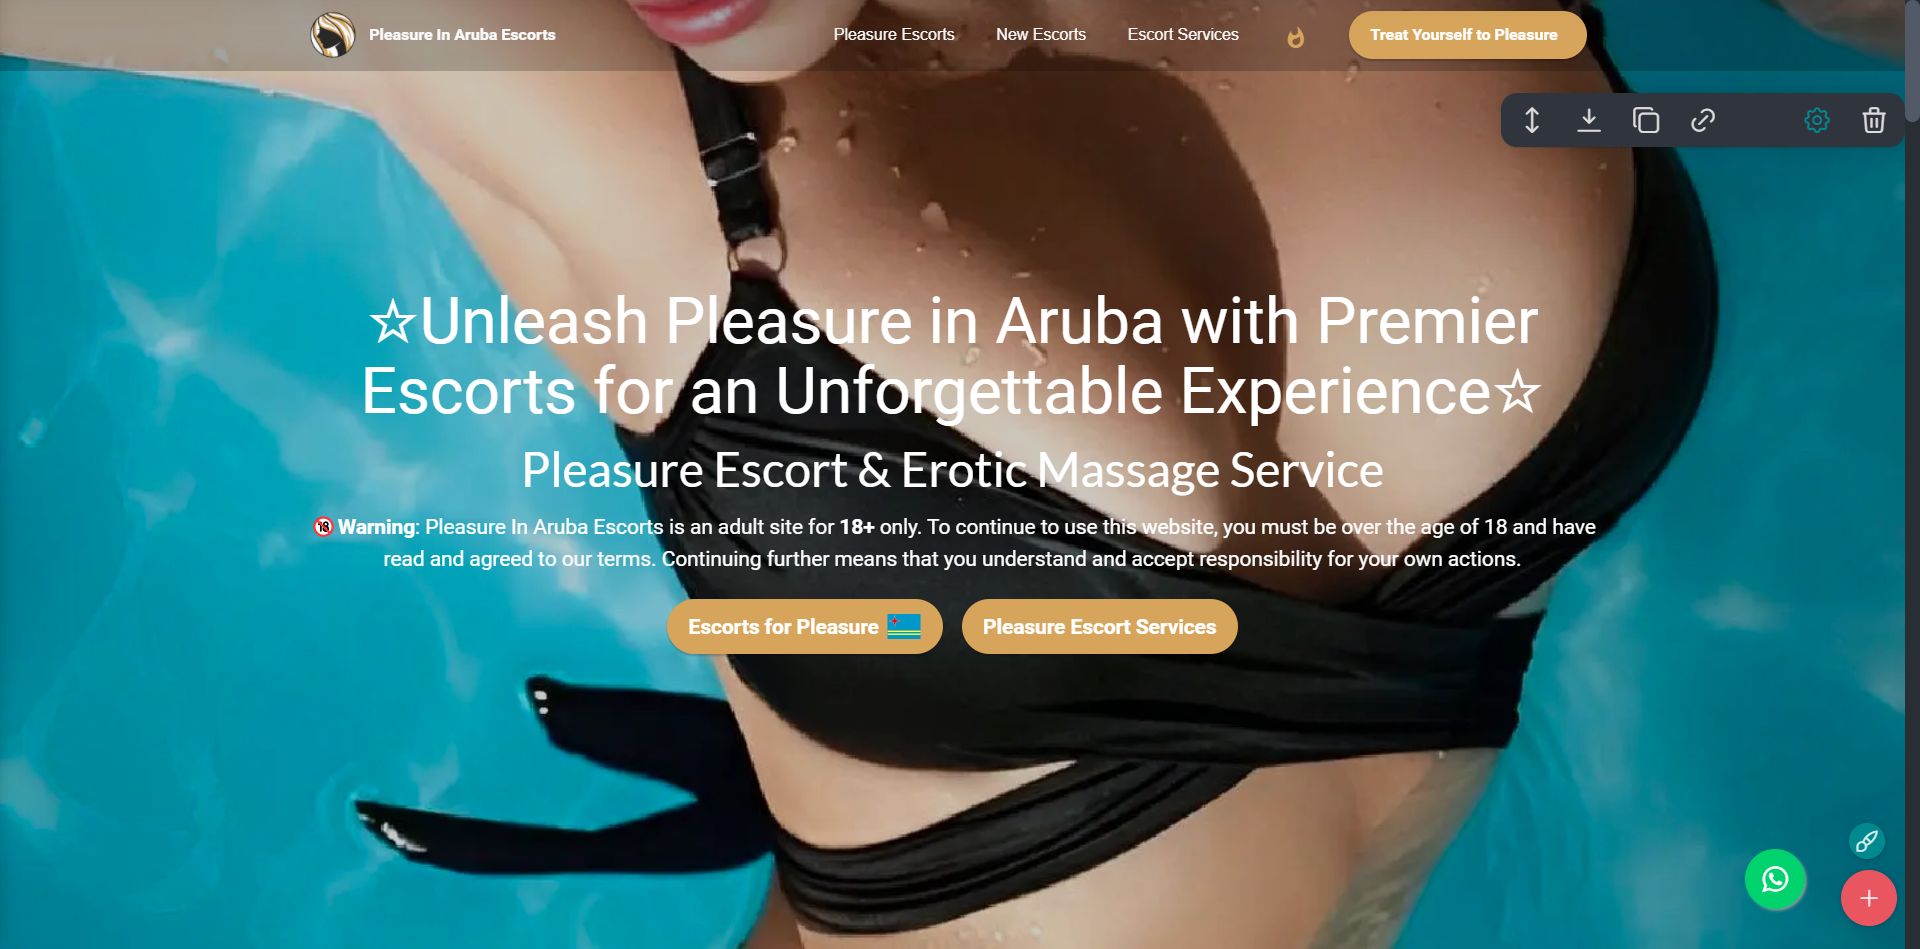 Pleasure In Aruba Escorts
Pleasure Escorts
New Escorts
Escort Services
Treat Yourself to Pleasure
☆Unleash Pleasure in Aruba with Premier
Escorts for an Unforgettable Experience☆
Pleasure Escort & Erotic Massage Service
🔞 Warning: Pleasure In Aruba Escorts is an adult site for 18+ only. To continue to use this website, you must be over the age of 18 and have
read and agreed to our terms. Continuing further means that you understand and accept responsibility for your own actions.
Escorts for Pleasure
Pleasure Escort Services